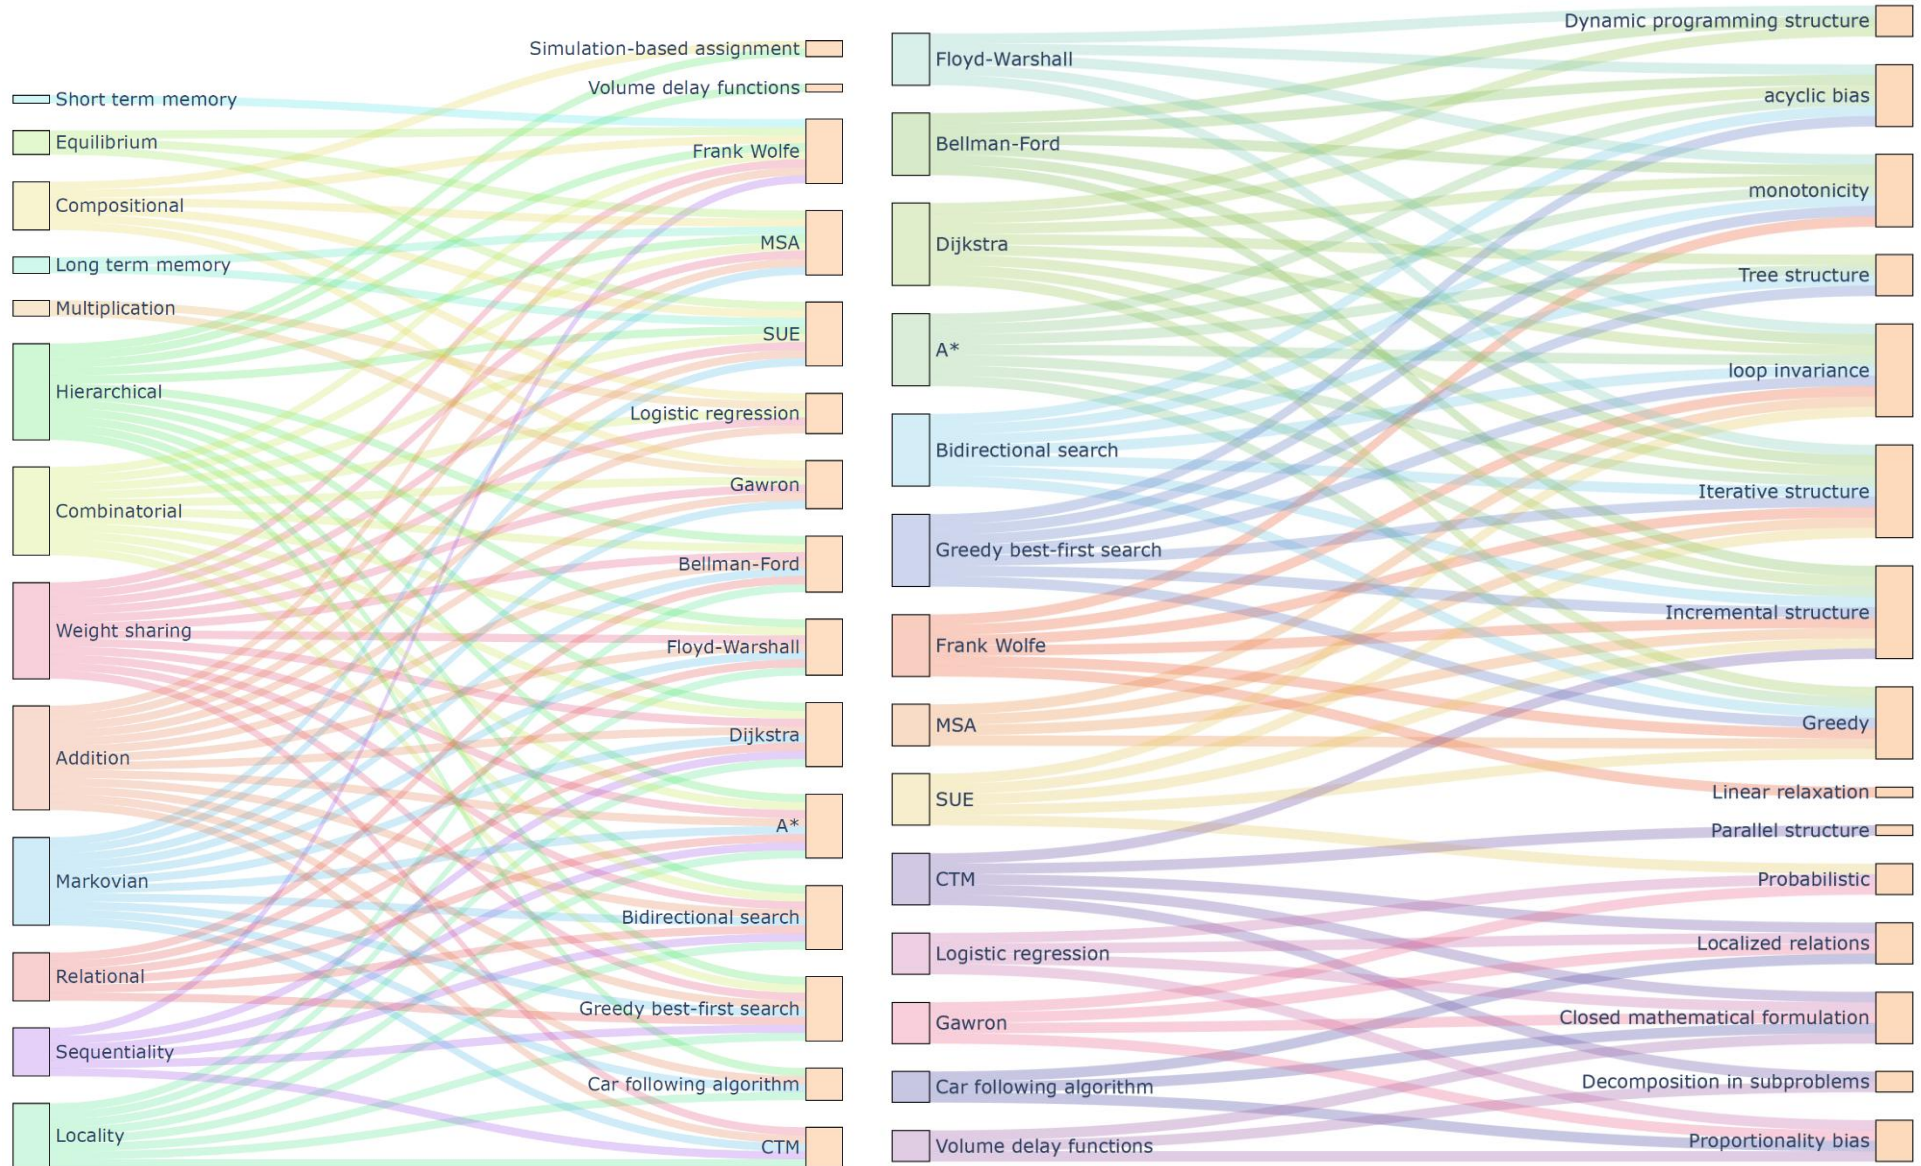 Simulation-based assignment
Volume delay functions
Short term memory
Equilibrium
Frank Wolfe
Compositional
MSA
Long term memory
Multiplication
SUE
Hierarchical
Logistic regression
Gawron
Combinatorial
Bellman-Ford
Weight sharing
Floyd-Warshall
Dijkstra
Addition
A*
Markovian
Bidirectional search
Relational
Greedy best-first search
Sequentiality
Car following algorithm
Locality
CTM
Dynamic programming structure
Floyd-Warshall
acyclic bias
Bellman-Ford
monotonicity
Dijkstra
Tree structure
A*
loop invariance
Bidirectional search
Iterative structure
Greedy best-first search
Incremental structure
Frank Wolfe
Greedy
MSA
Linear relaxation
SUE
Parallel structure
CTM
Probabilistic
Localized relations
Logistic regression
Closed mathematical formulation
Gawron
Decomposition in subproblems
Car following algorithm
Proportionality bias
Volume delay functions